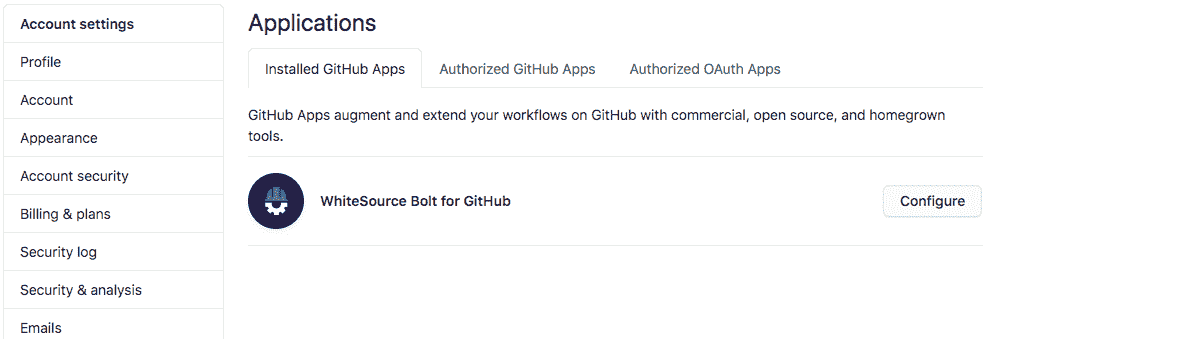 Account settings
Profile
Account
Appearance
Account security
Billing & plans
Security log
Security & analysis
Emails
Applications
Installed GitHub Apps
Authorized GitHub Apps
Authorized OAuth Apps
GitHub Apps augment and extend your workflows on GitHub with commercial, open source, and homegrown
tools.
WhiteSource Bolt for GitHub
Configure